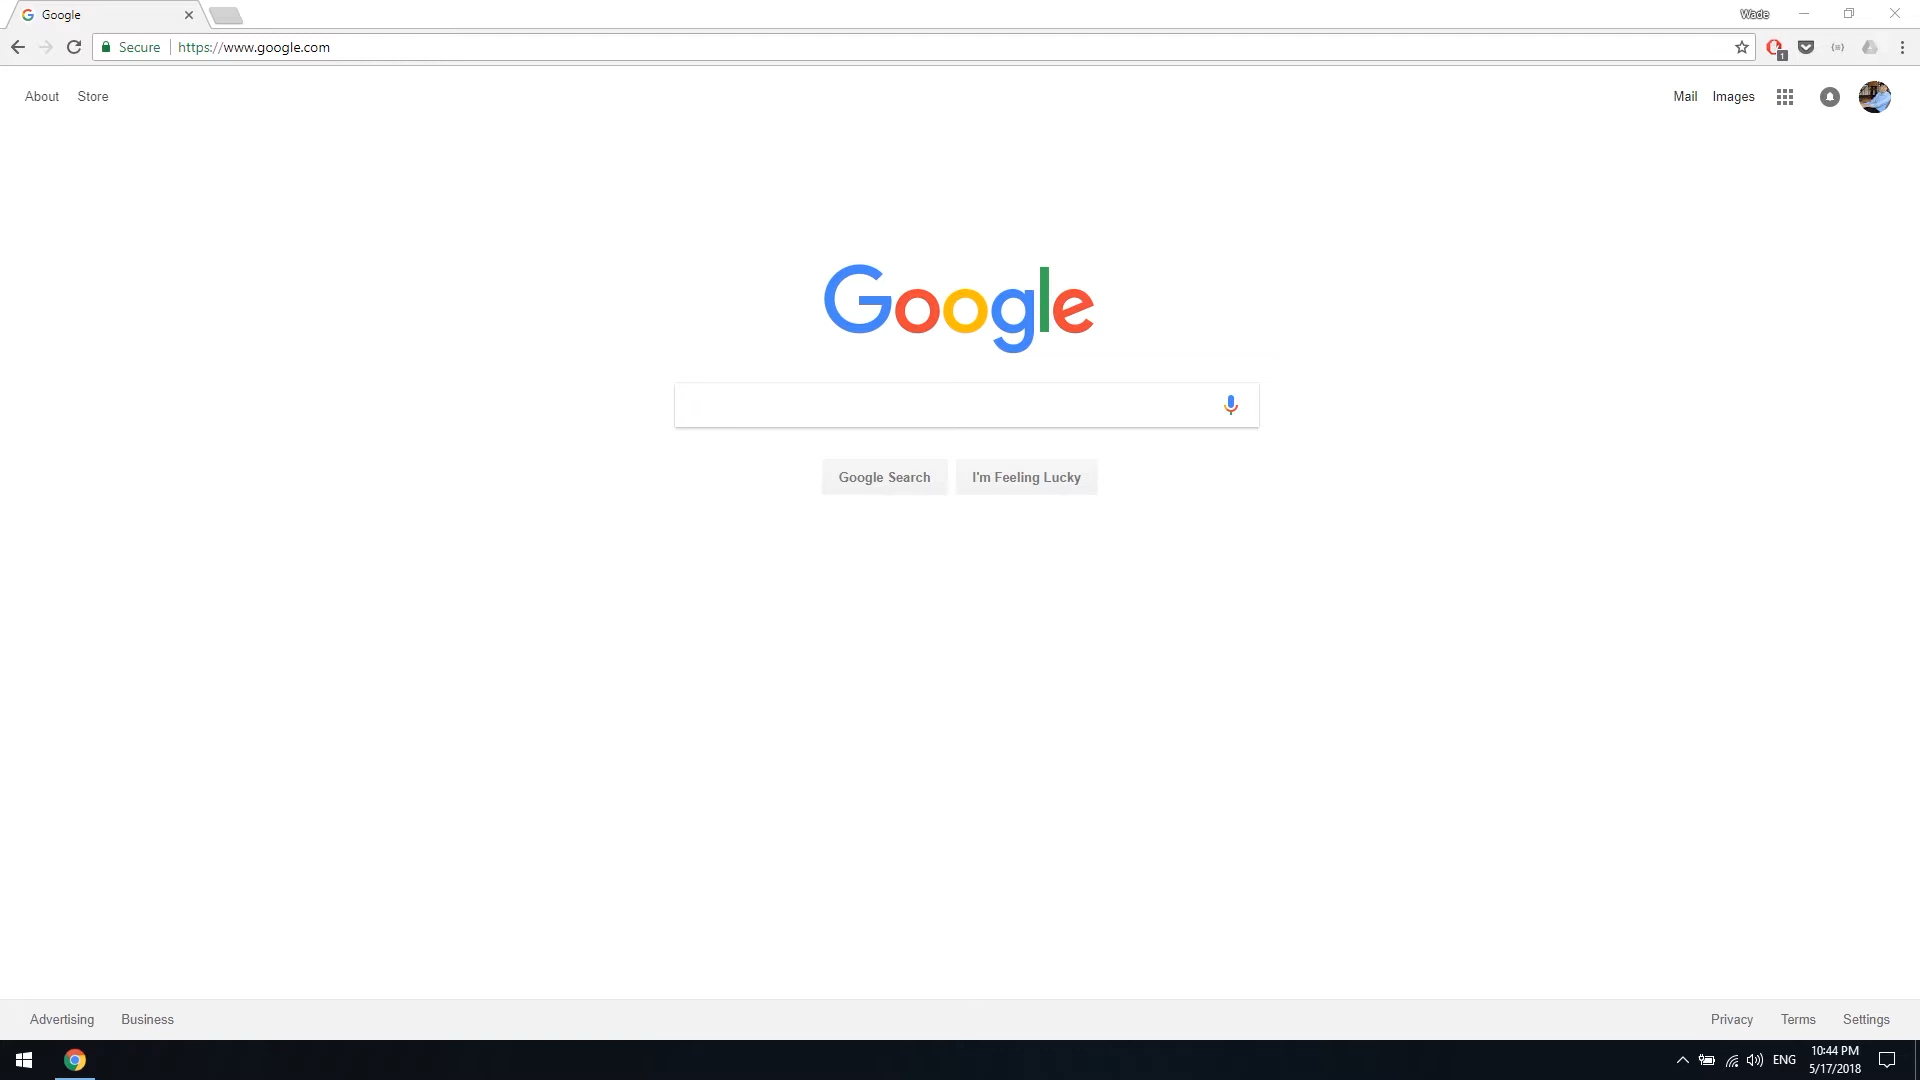 Google
Wade
Secure
https://www.google.com
1
About Store
Mail Images
Google
Google Search I'm Feeling Lucky
Advertising Business
Privacy Terms Settings
ENG
10:44 PM
5/17/2018